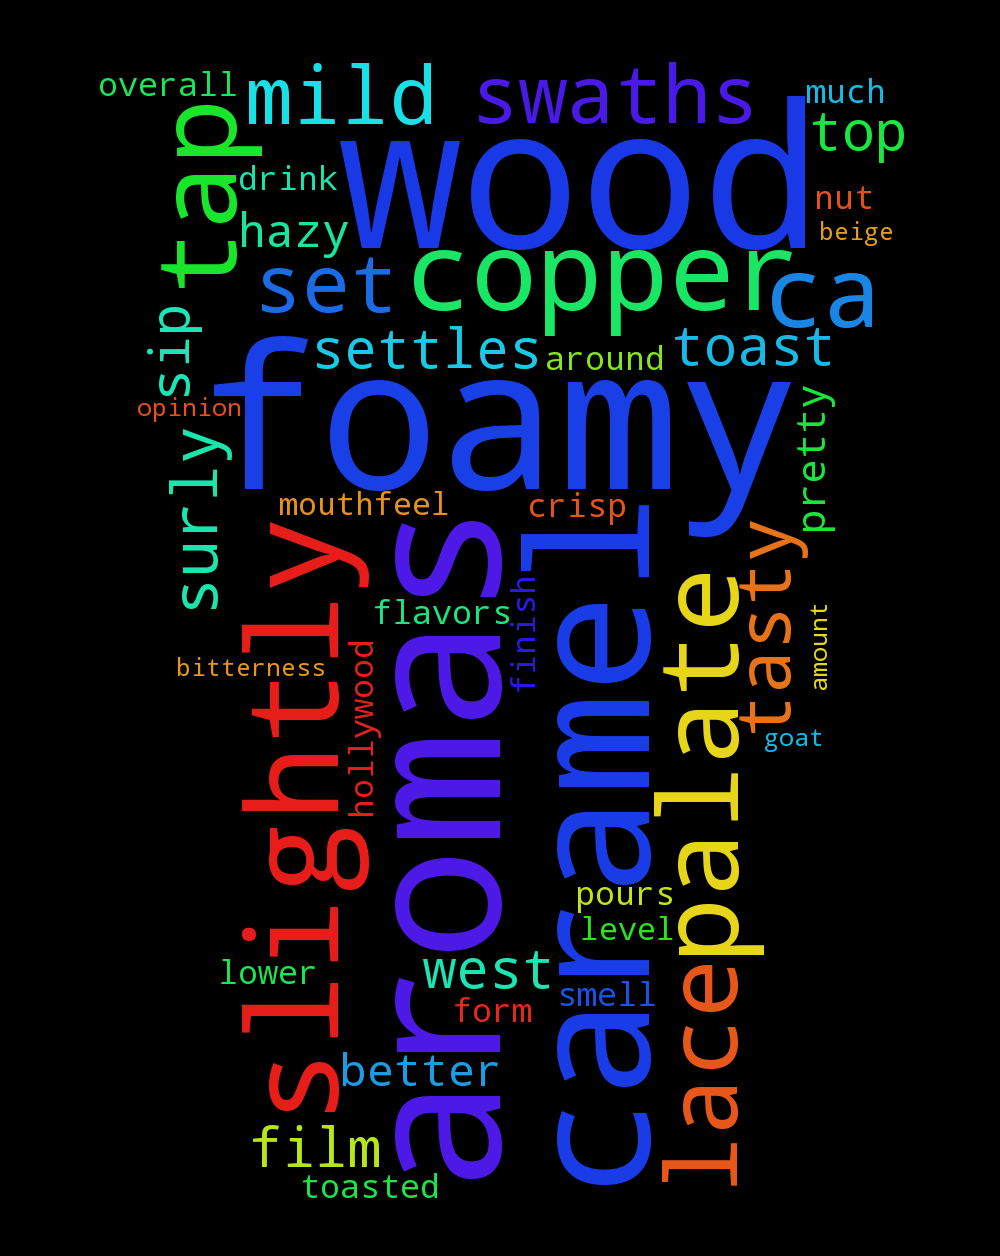 overall
mild
swaths
much
top
tap
wood
drink
nut
hazy
beige
set
copper
ca
sip
settles
around
toast
opinion
foamy
pretty
surly
mouthfeel
crisp
slightly
aromas
caramel
palate
tasty
flavors
finish
amount
bitterness
hollywood
goat
pours
level
lower
west
lace
smell
form
better
film
toasted